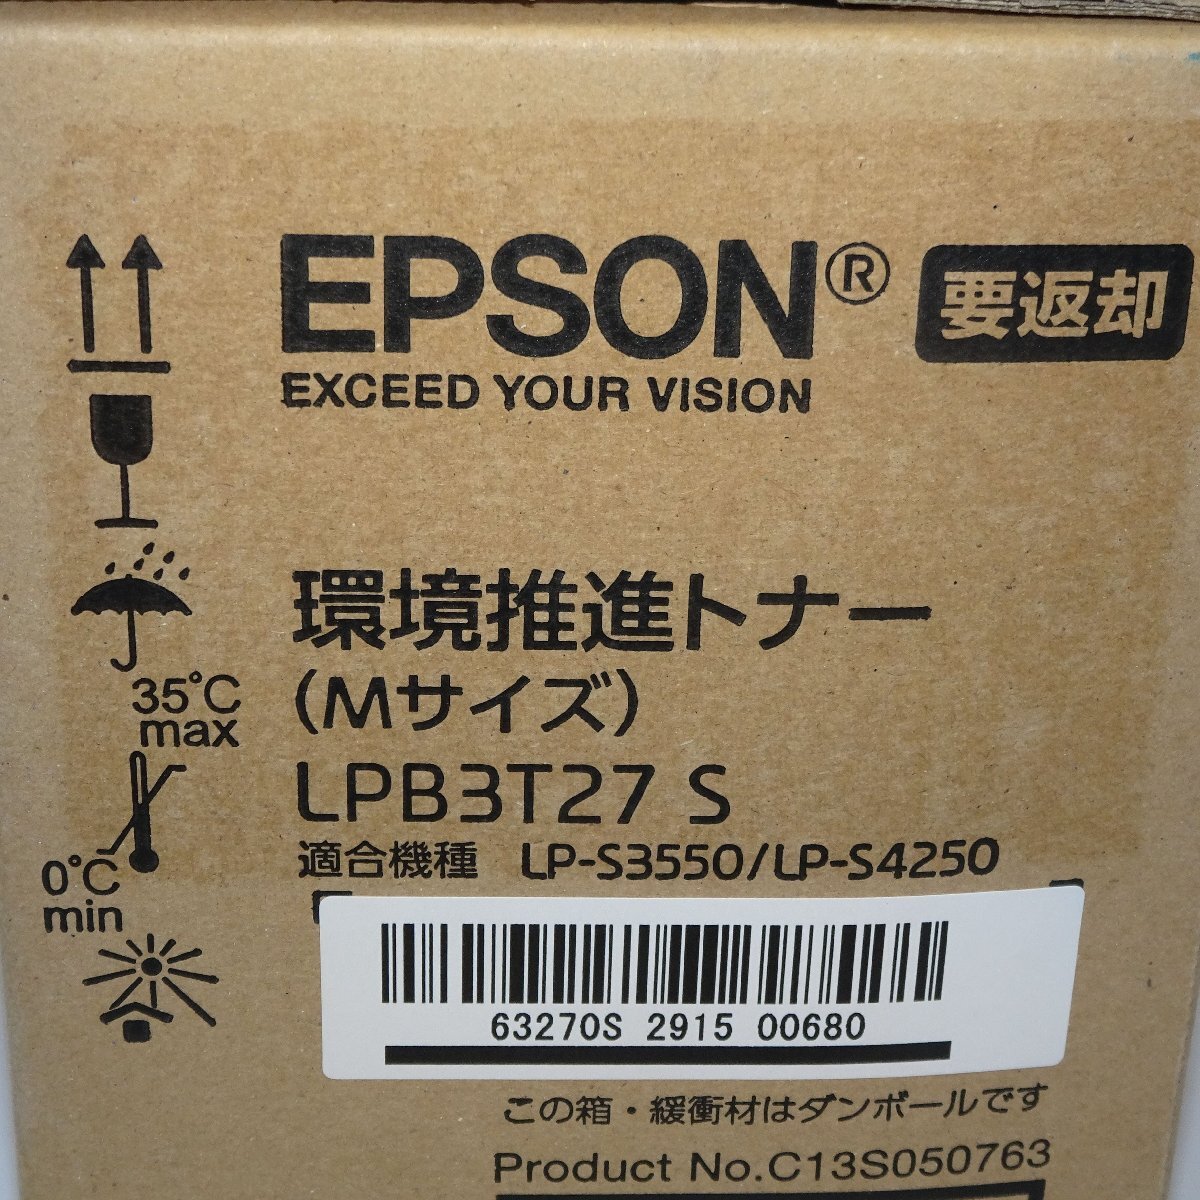 EPSON® 要返却
EXCEED YOUR VISION
環境推進トナー
(Mサイズ)
35°C
max
LPB3T27 S
適合機種 LP-S3550/LP-S4250
0°C
min
63270S 2915 00680
この箱・緩衝材はダンボールです
Product No.C13S050763